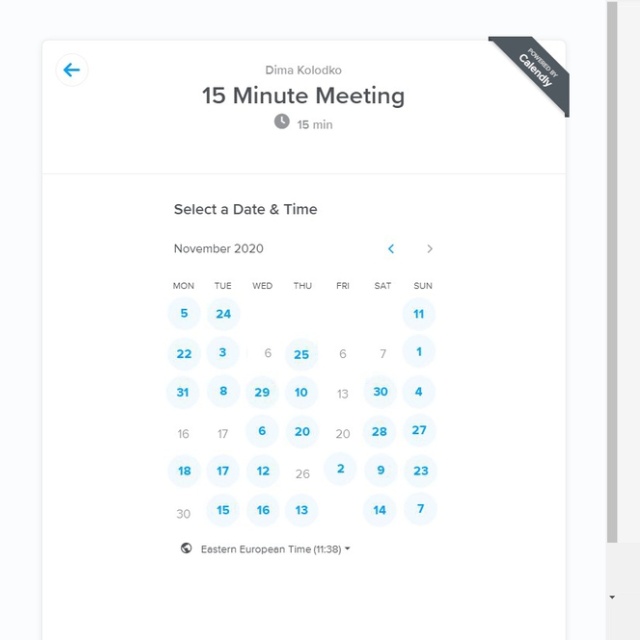 POWERED BY
Calendly
Dima Kolodko
15 Minute Meeting
15 min
Select a Date & Time
November 2020
MON TUE WED THU FRI SAT SUN
5 24 11
22 3 6 25 6 7 1
31 8 29 10 13 30 4
16 17 6 20 20 28 27
18 17 12 26 2 9 23
30 15 16 13 14 7
Eastern European Time (11:38)